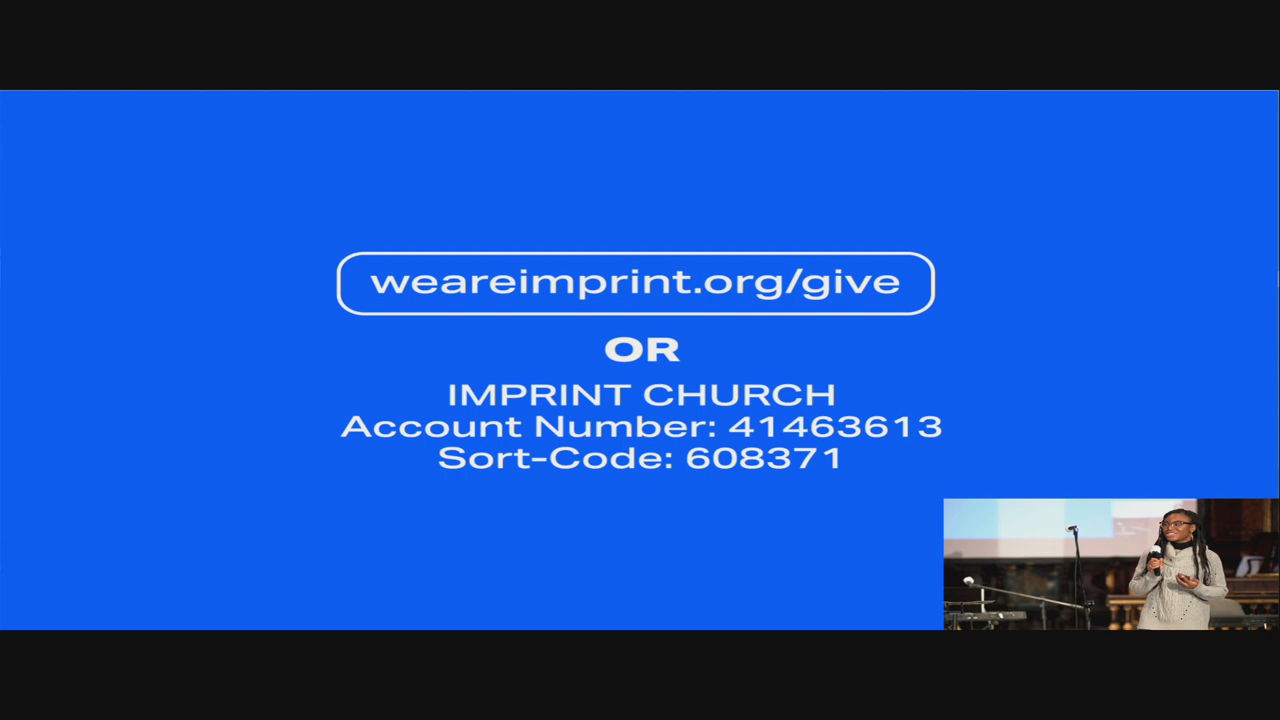 weareimprint.org/give
OR
IMPRINT CHURCH
Account Number: 41463613
Sort-Code: 608371